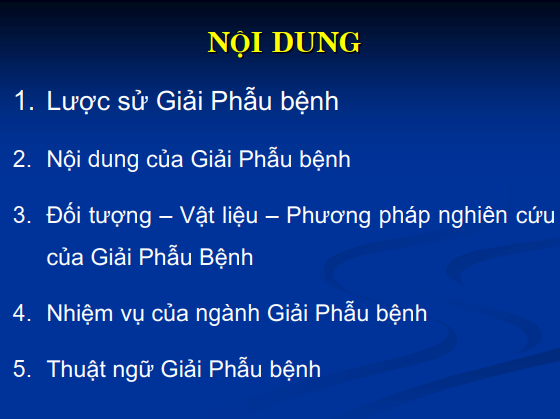 NỘI DUNG
1. Lược sử Giải Phẫu bệnh
2. Nội dung của Giải Phẫu bệnh
3. Đối tượng – Vật liệu – Phương pháp nghiên cứu
của Giải Phẫu Bệnh
4. Nhiệm vụ của ngành Giải Phẫu bệnh
5. Thuật ngữ Giải Phẫu bệnh